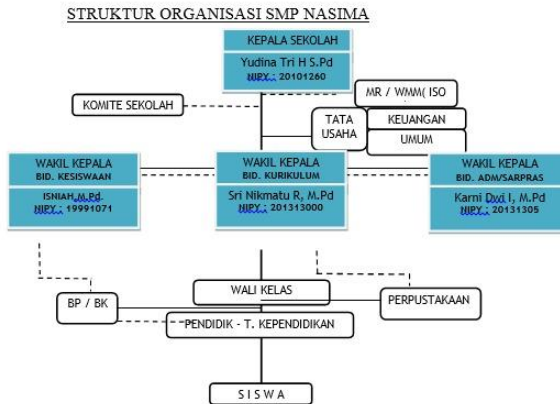 STRUKTUR ORGANISASI SMP NASIMA
KEPALA SEKOLAH
Yudina Tri H S.Pd
NIPY : 20101260
MR / WMM( ISO
KOMITE SEKOLAH
TATA
USAHA
KEUANGAN
UMUM
WAKIL KEPALA
BID. KESISWAAN
ISNIAH,M.Pd.
NIPY : 19991071
WAKIL KEPALA
BID. KURIKULUM
Sri Nikmatu R, M.Pd
NIPY : 201313000
WAKIL KEPALA
BID. ADM/SARPRAS
Karni Dwi I, M.Pd
NIPY : 20131305
WALI KELAS
BP / BK
PERPUSTAKAAN
PENDIDIK - T. KEPENDIDIKAN
S I S W A